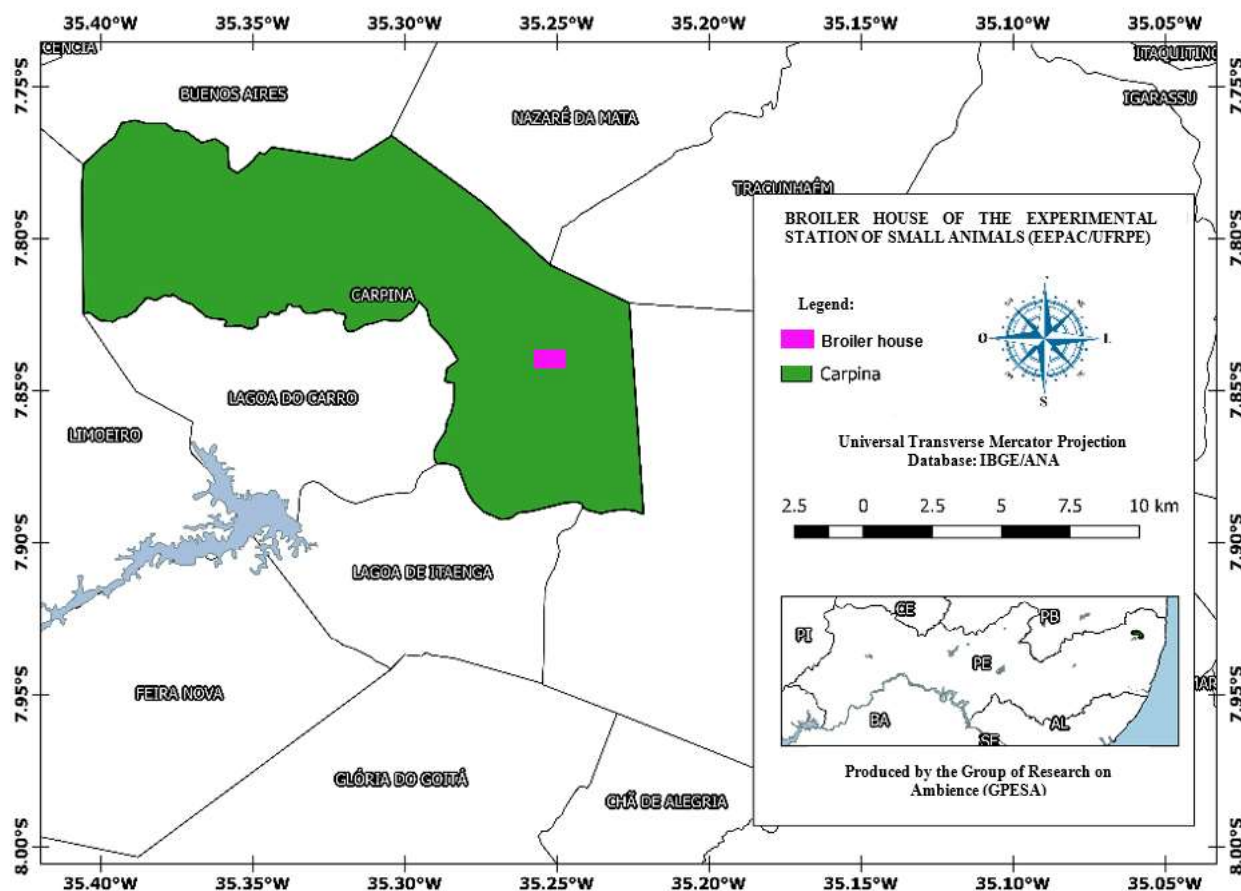 35.40°W 35.35°W 35.30°W 35.25°W 35.20°W 35.15°W 35.10°W 35.05°W
CENCIA
ITAQUITING
7.75°S
7.75°S
BUENOS AIRES
IGARASSU
NAZARÉ DA MATA
TRACUNHAÉM
7.80°S
7.80°S
CARPINA
LAGOA DO CARRO
7.85°S
7.85°S
LIMOEIRO
7.90°S
7.90°S
LAGOA DE ITAENGA
FEIRA NOVA
7.95°S
7.95°S
MAR
GLÓRIA DO GOITÁ
CHÃ DE ALEGRIA
8.00°S
8.00°S
35.40°W 35.35°W 35.30°W 35.25°W 35.20°W 35.15°W 35.10°W 35.05°W
BROILER HOUSE OF THE EXPERIMENTAL
STATION OF SMALL ANIMALS (EEPAC/UFRPE)
Legend:
Broiler house
Carpina
O L
S
Universal Transverse Mercator Projection
Database: IBGE/ANA
2.5 0 2.5 5 7.5 10 km
CE
PB
PI
PE
BA
AL
SE
Produced by the Group of Research on
Ambience (GPESA)